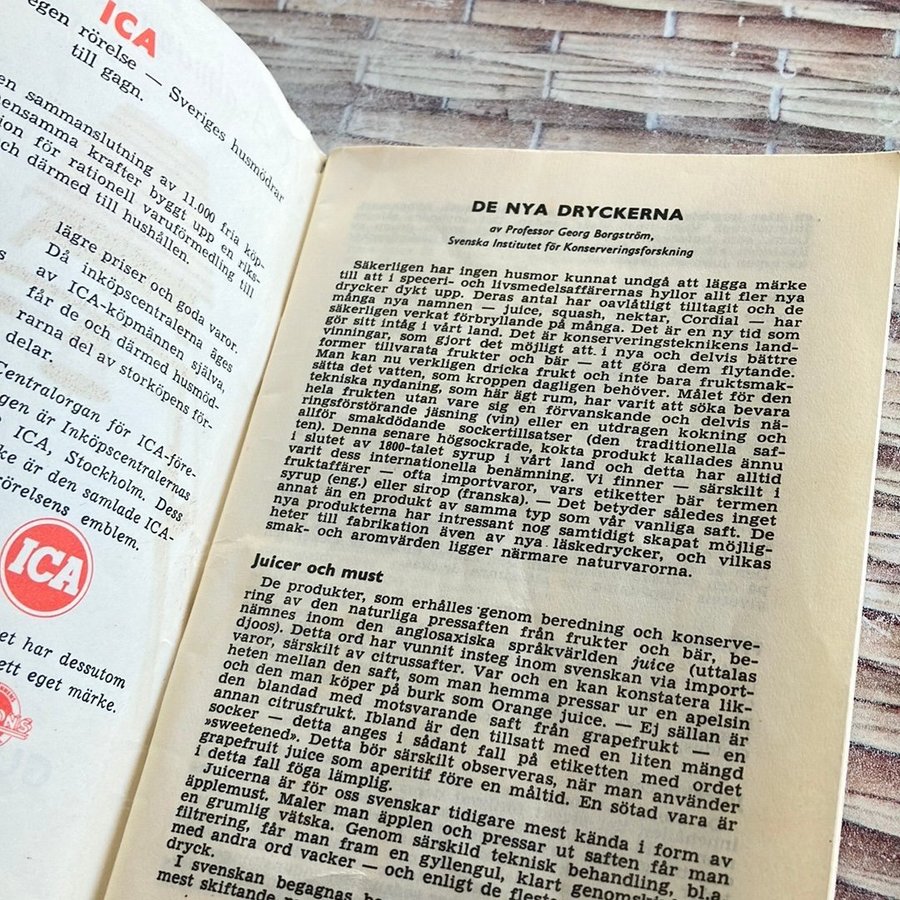 ICA
egen rörelse — Sveriges husmödrar
till gagn.
en sammanslutning av 11.000 fria köp-
ensamma krafter byggt upp en riks-
ion för rationell varuförmedling till
och därmed till hushållen.
lägre priser och goda varor.
Då inköpscentralerna äges
av ICA-köpmännen själva,
får de och därmed husmöd-
rarna del av storköpens för-
delar.
Centralorgan för ICA-före-
gen är Inköpscentralernas
ICA, Stockholm. Dess
ke är den samlade ICA-
rörelsens emblem.
ICA
et har dessutom
ett eget märke.
ONS
DE NYA DRYCKERNA
av Professor Georg Borgström,
Svenska Institutet för Konserveringsforskning
Säkerligen har ingen husmor kunnat undgå att lägga märke
till att i speceri- och livsmedelsaffärernas hyllor allt fler nya
drycker dykt upp. Deras antal har oavlåtligt tilltagit och de
många nya namnen — juice, squash, nektar, Cordial — har
säkerligen verkat förbryllande på många. Det är en ny tid som
gör sitt intåg i vårt land. Det är konserveringsteknikens land-
vinningar, som gjort det möjligt att i nya och delvis bättre
former tillvarata frukter och bär — att göra dem flytande.
Man kan nu verkligen dricka frukt och inte bara fruktsmak-
sätta det vatten, som kroppen dagligen behöver. Målet för den
tekniska nydaning, som här ägt rum, har varit att söka bevara
hela frukten utan vare sig en förvanskande och delvis nä-
ringsförstörande jäsning (vin) eller en utdragen kokning och
allför smakdödande sockertillsatser (den traditionella saf-
ten). Denna senare högsockrade, kokta produkt kallades ännu
i slutet av 1800-talet syrup i vårt land och detta har alltid
varit dess internationella benämning. Vi finner — särskilt i
fruktaffärer — ofta importvaror, vars etiketter bär termen
syrup (eng.) eller sirop (franska). — Det betyder således inget
annat än en produkt av samma typ som vår vanliga saft. De
nya produkterna har intressant nog samtidigt skapat möjlig-
heter till fabrikation även av nya läskedrycker, och vilkas
smak- och aromvärden ligger närmare naturvarorna.
Juicer och must
De produkter, som erhålles genom beredning och konserve-
ring av den naturliga pressaften från frukter och bär, be-
nämnes inom den anglosaxiska språkvärlden juice (uttalas
djoos). Detta ord har vunnit insteg inom svenskan via import-
varor, särskilt av citrussafter. Var och en kan konstatera lik-
heten mellan den saft, som man hemma pressar ur en apelsin
och den man köper på burk som Orange juice. — Ej sällan är
den blandad med motsvarande saft från grapefrukt — en
annan citrusfrukt. Ibland är den tillsatt med en liten mängd
socker — detta anges i sådant fall på etiketten med ordet
»sweetened». Detta bör särskilt observeras, när man använder
grapefruit juice som aperitif före en måltid. En sötad vara är
i detta fall föga lämplig.
Juicerna är för oss svenskar tidigare mest kända i form av
äpplemust. Maler man äpplen och pressar ut saften får man
en grumlig vätska. Genom särskild teknisk behandling, bl.a.
filtrering, får man fram en gyllengul, klart genomskinlig
med andra ord vacker — och enligt de flesta
dryck.
I svenskan begagnas
mest skiftande